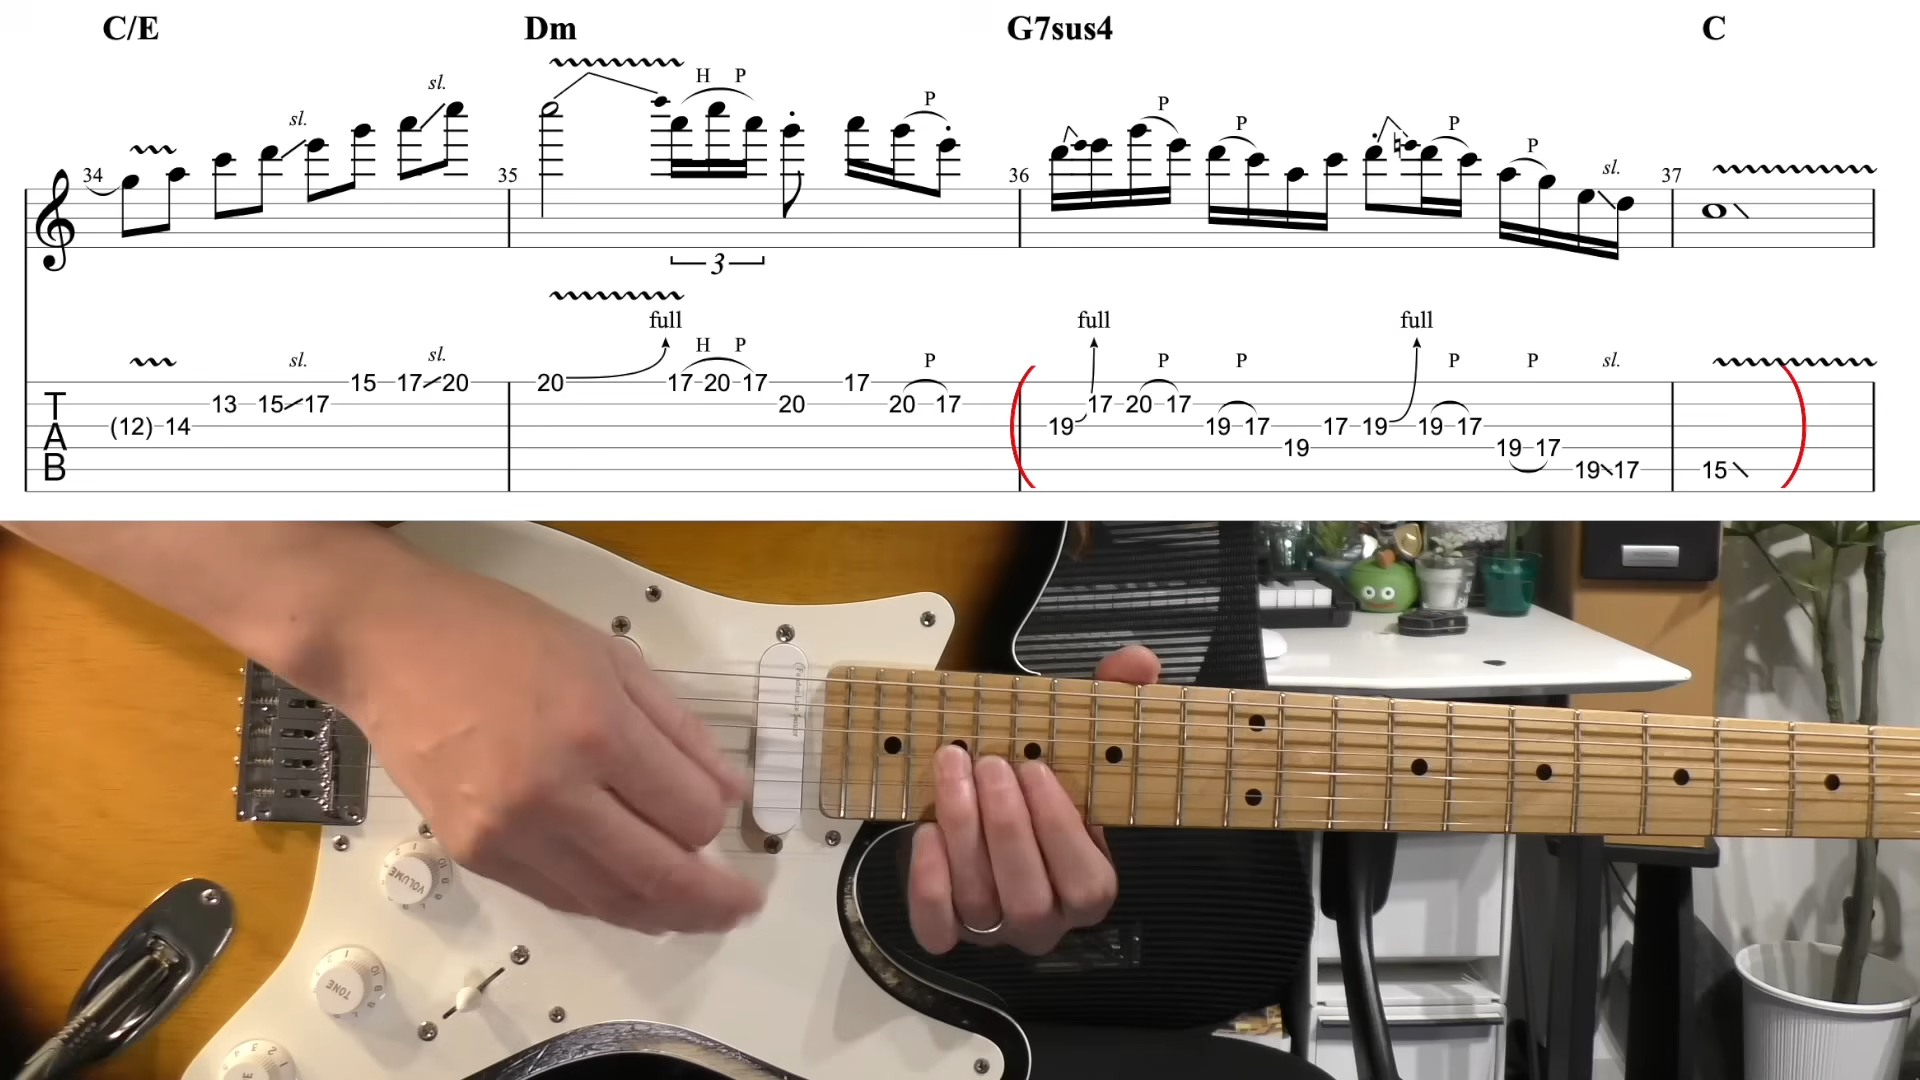 C/E Dm G7sus4 C
H P P P P P P
sl. sl. sl.
34 35 36 37
3
full full full
sl. sl. H P P P P P P sl.
20 17 20 17 17
15 17 20
T 13 15 17 20 20 17 17 20 17
A (12) 14 19 19 17 17 19 19 17
19 19 17
B 19 17 15
VOLUME
TONE